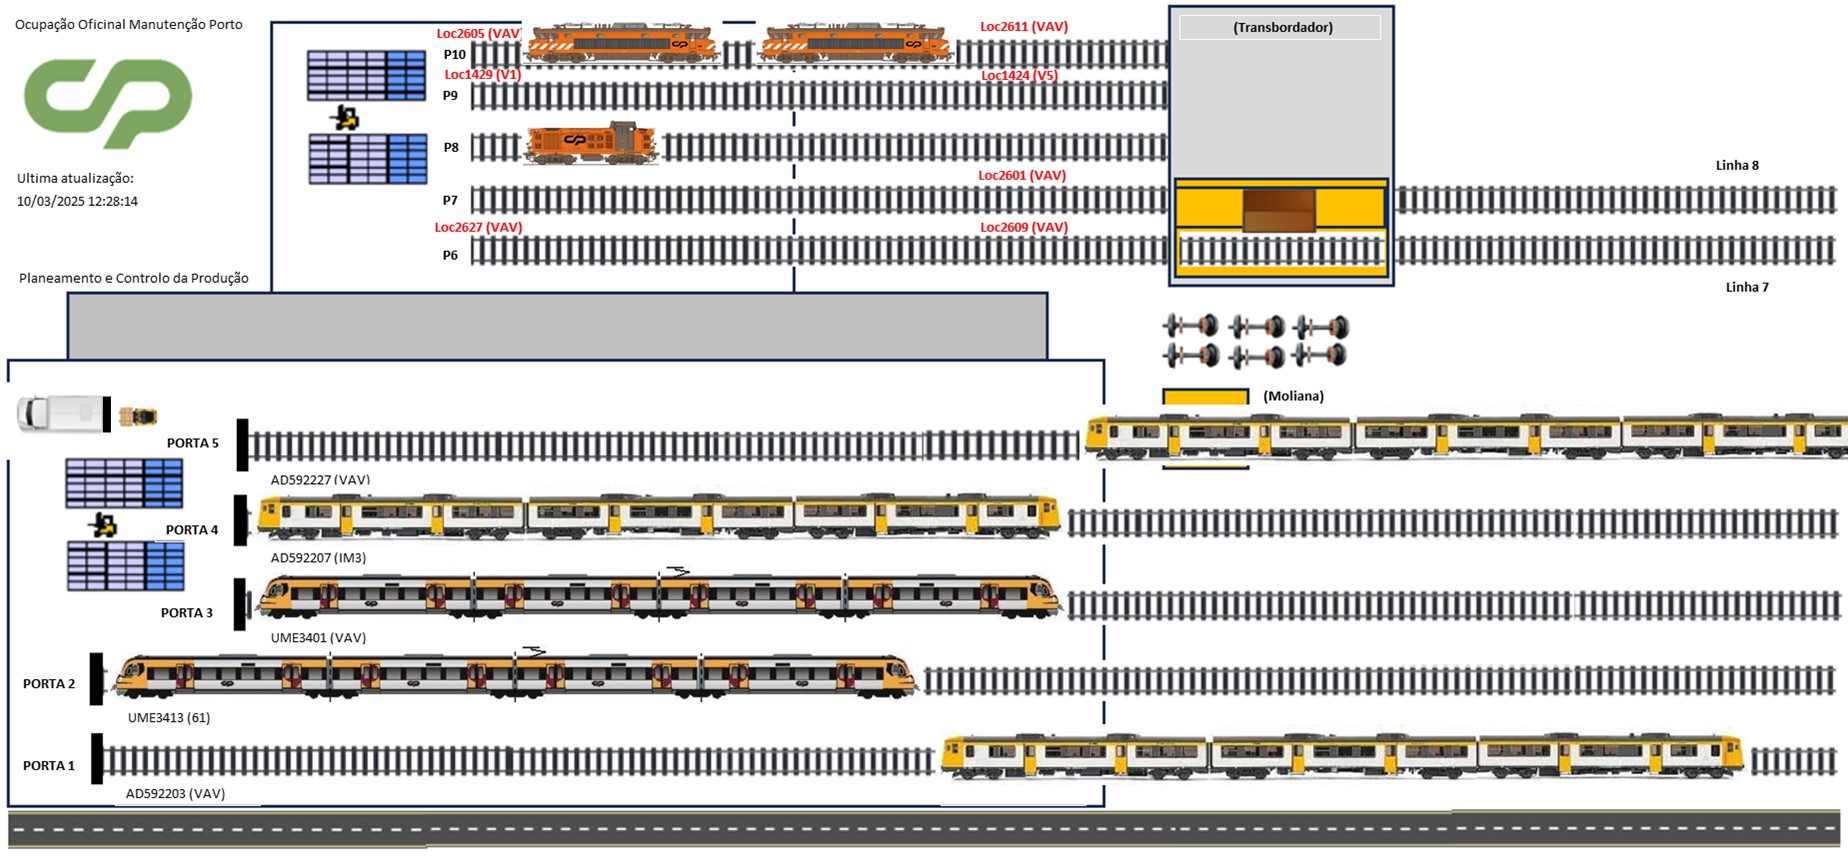 Ocupação Oficinal Manutenção Porto
Loc2605 (VAV)
Loc2611 (VAV)
(Transbordador)
P10
Loc1429 (V1)
Loc1424 (V5)
P9
P8
Ultima atualização:
10/03/2025 12:28:14
Loc2601 (VAV)
Linha 8
P7
Loc2627 (VAV)
Loc2609 (VAV)
P6
Planeamento e Controlo da Produção
Linha 7
(Moliana)
PORTA 5
AD592227 (VAV)
PORTA 4
AD592207 (IM3)
PORTA 3
UME3401 (VAV)
PORTA 2
UME3413 (61)
PORTA 1
AD592203 (VAV)